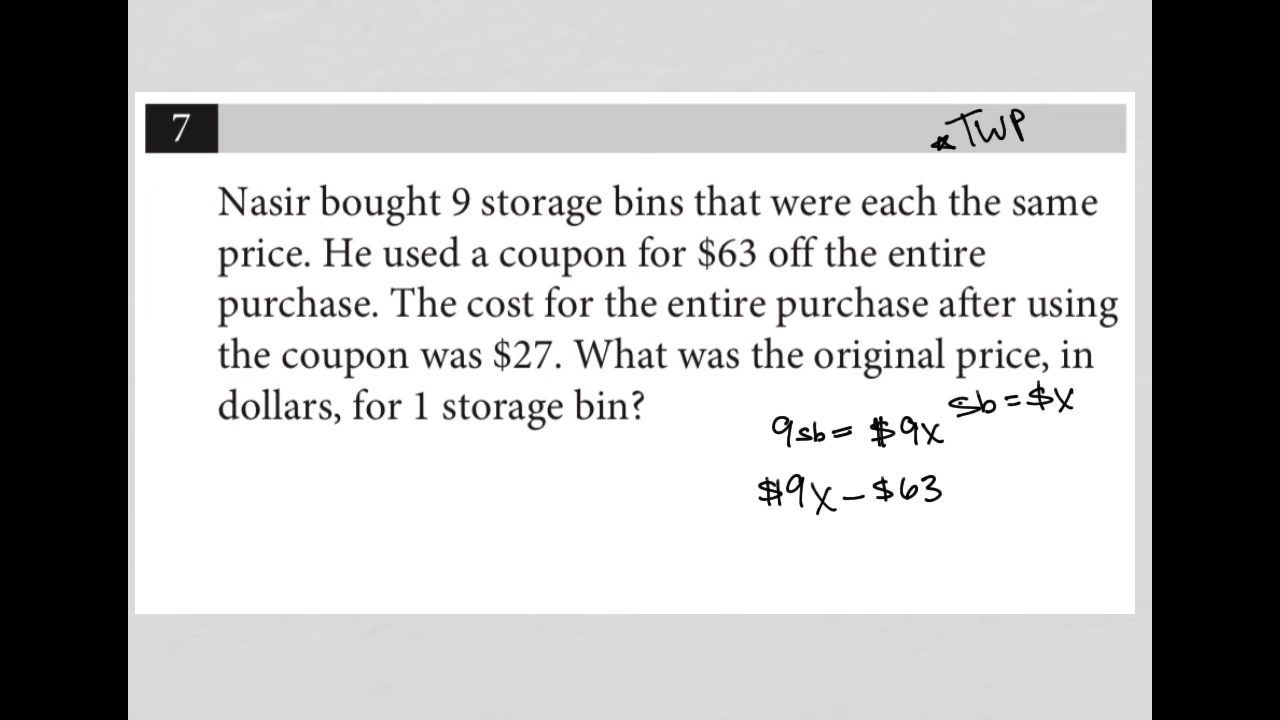 7
*TWP
Nasir bought 9 storage bins that were each the same
price. He used a coupon for $63 off the entire
purchase. The cost for the entire purchase after using
the coupon was $27. What was the original price, in
dollars, for 1 storage bin?
sb = $x
9sb = $9x
$9x - $63